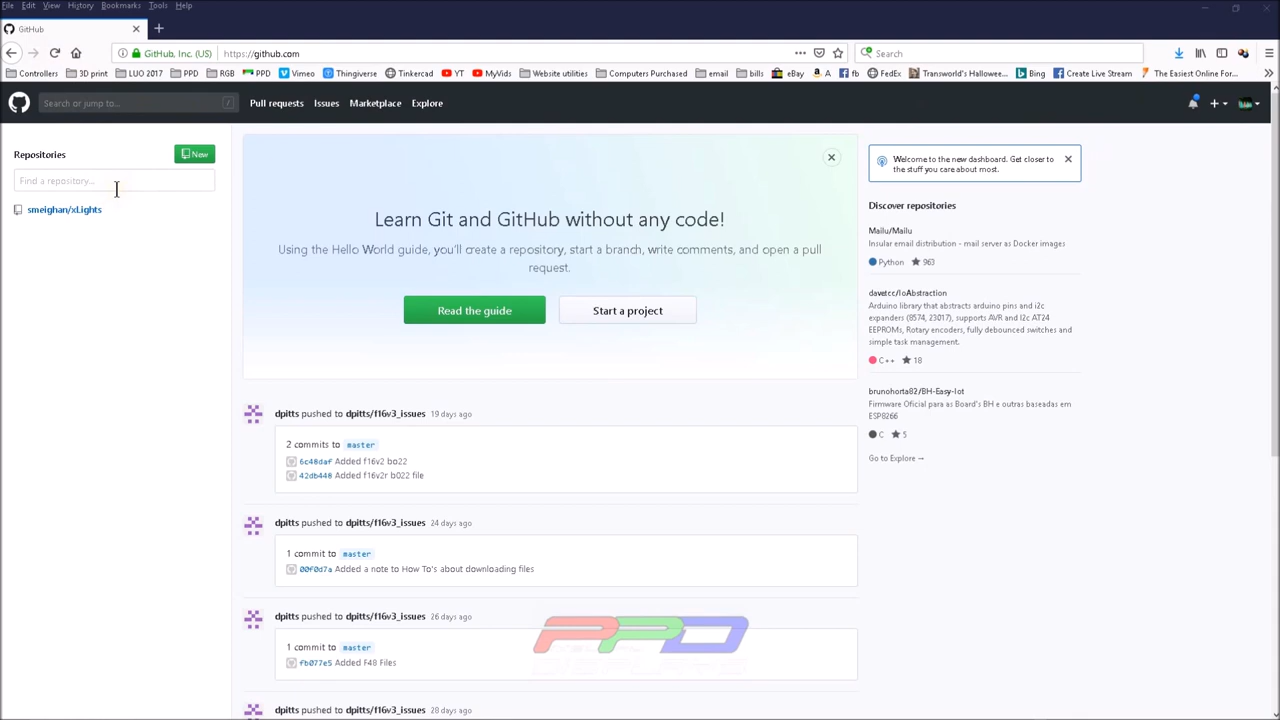 File Edit View History Bookmarks Tools Help
GitHub
GitHub, Inc. (US) https://github.com Search
Controllers 3D print LUO 2017 PPD RGB PPD Vimeo Thingiverse Tinkercad YT MyVids Website utilities Computers Purchased email bills eBay A fb FedEx Transworld's Hallowee... Bing Create Live Stream The Easiest Online For...
Search or jump to... / Pull requests Issues Marketplace Explore
Repositories New
Find a repository...
smeighan/xLights
Learn Git and GitHub without any code!
Using the Hello World guide, you'll create a repository, start a branch, write comments, and open a pull
request.
Read the guide Start a project
dpitts pushed to dpitts/f16v3_issues 19 days ago
2 commits to master
6c48daf Added f16v2 bo22
42db448 Added f16v2r b022 file
dpitts pushed to dpitts/f16v3_issues 24 days ago
1 commit to master
00f0d7a Added a note to How To's about downloading files
dpitts pushed to dpitts/f16v3_issues 26 days ago
1 commit to master
fb077e5 Added F48 Files
dpitts pushed to dpitts/f16v3_issues 28 days ago
Welcome to the new dashboard. Get closer to
the stuff you care about most.
Discover repositories
Mailu/Mailu
Insular email distribution - mail server as Docker images
Python 963
davetcc/IoAbstraction
Arduino library that abstracts arduino pins and i2c
expanders (8574, 23017), supports AVR and I2C AT24
EEPROMs, Rotary encoders, fully debounced switches and
simple task management.
C++ 18
brunohorta82/BH-Easy-Iot
Firmware Oficial para as Board's BH e outras baseadas em
ESP8266
C 5
Go to Explore →
PPD